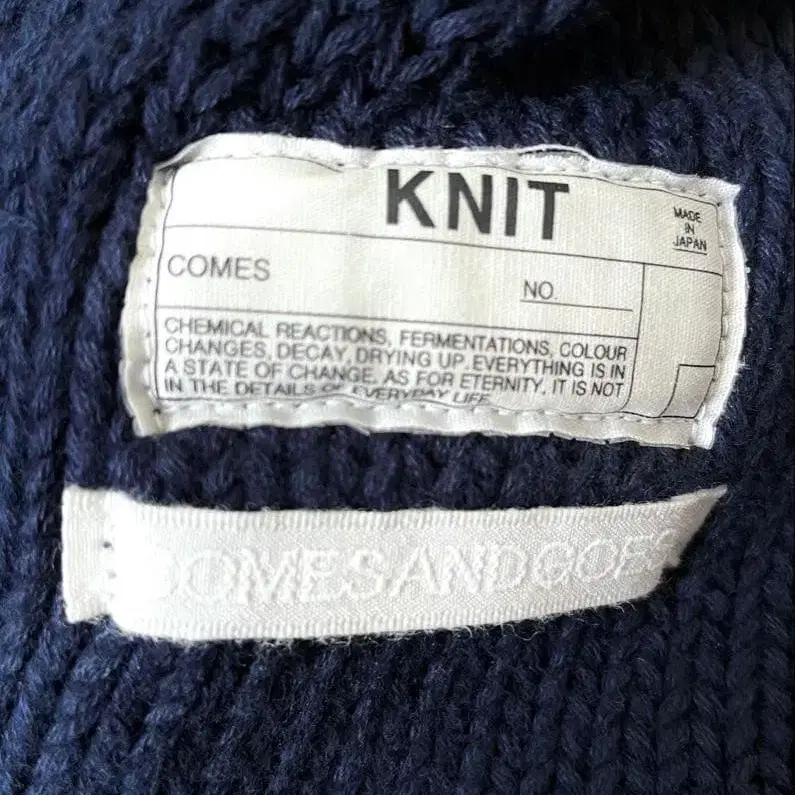 KNIT
MADE
IN
JAPAN
COMES
NO.
CHEMICAL REACTIONS, FERMENTATIONS, COLOUR
CHANGES, DECAY, DRYING UP. EVERYTHING IS IN
A STATE OF CHANGE. AS FOR ETERNITY, IT IS NOT
IN THE DETAILS OF EVERYDAY LIFE.
COMESANDGOES